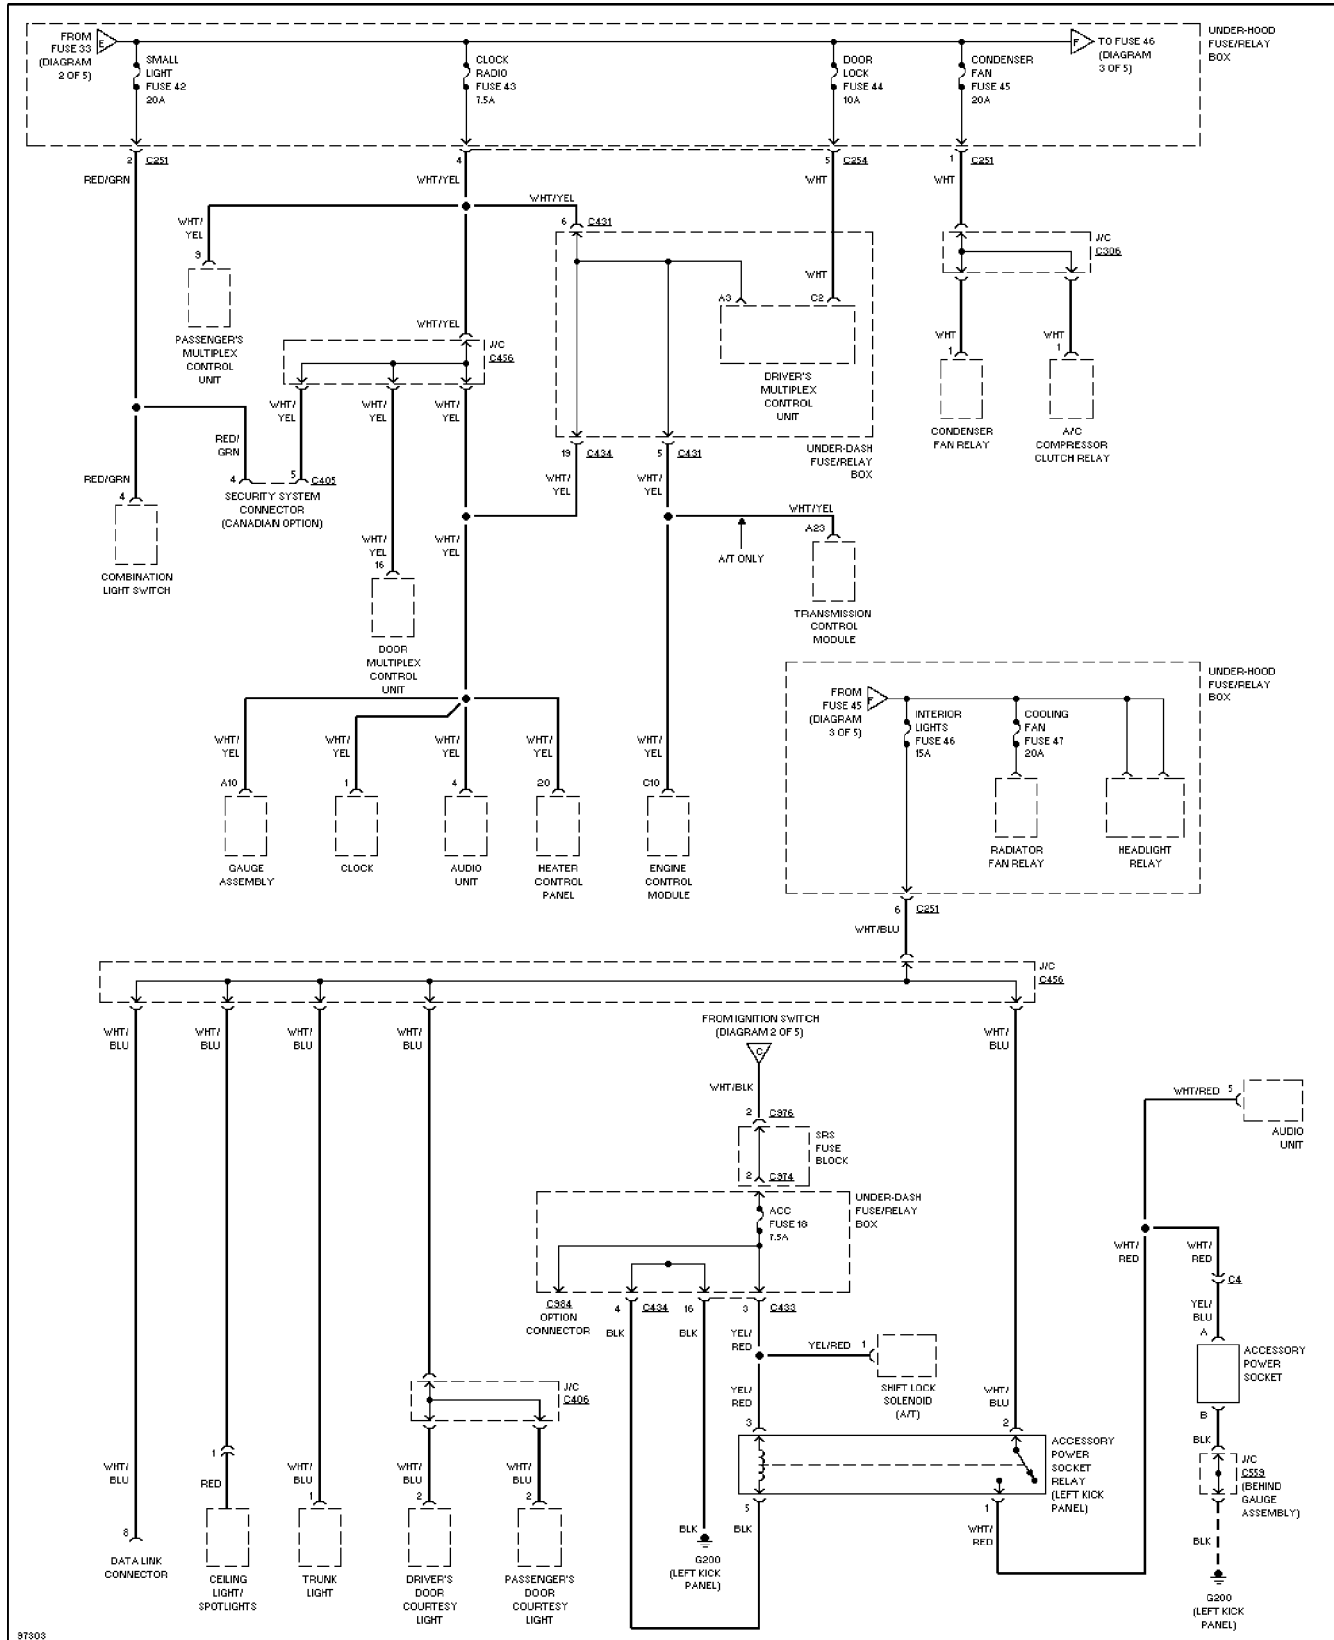 FROM
FUSE 33
(DIAGRAM
2 OF 5)
E
SMALL
LIGHT
FUSE 42
20A
CLOCK
RADIO
FUSE 43
7.5A
DOOR
LOCK
FUSE 44
10A
CONDENSER
FAN
FUSE 45
20A
F
TO FUSE 46
(DIAGRAM
3 OF 5)
UNDER-HOOD
FUSE/RELAY
BOX
2 C251
4
5 C254
1 C251
RED/GRN
WHT/YEL
WHT
WHT
WHT/YEL
WHT/
YEL
9
PASSENGER'S
MULTIPLEX
CONTROL
UNIT
6 C431
WHT
A3
C2
DRIVER'S
MULTIPLEX
CONTROL
UNIT
J/C
C306
WHT
1
WHT
1
CONDENSER
FAN RELAY
A/C
COMPRESSOR
CLUTCH RELAY
WHT/YEL
J/C
C456
WHT/
YEL
WHT/
YEL
WHT/
YEL
RED/
GRN
19 C434
5 C431
UNDER-DASH
FUSE/RELAY
BOX
RED/GRN
4
4
5 C405
SECURITY SYSTEM
CONNECTOR
(CANADIAN OPTION)
COMBINATION
LIGHT SWITCH
WHT/
YEL
WHT/
YEL
WHT/YEL
A23
A/T ONLY
TRANSMISSION
CONTROL
MODULE
WHT/
YEL
16
WHT/
YEL
DOOR
MULTIPLEX
CONTROL
UNIT
WHT/
YEL
A10
WHT/
YEL
1
WHT/
YEL
4
WHT/
YEL
20
WHT/
YEL
C10
GAUGE
ASSEMBLY
CLOCK
AUDIO
UNIT
HEATER
CONTROL
PANEL
ENGINE
CONTROL
MODULE
FROM
FUSE 45
(DIAGRAM
3 OF 5)
F
INTERIOR
LIGHTS
FUSE 46
15A
COOLING
FAN
FUSE 47
20A
UNDER-HOOD
FUSE/RELAY
BOX
RADIATOR
FAN RELAY
HEADLIGHT
RELAY
6 C251
WHT/BLU
J/C
C456
WHT/
BLU
WHT/
BLU
WHT/
BLU
WHT/
BLU
WHT/
BLU
FROM IGNITION SWITCH
(DIAGRAM 2 OF 5)
C
WHT/BLK
2 C976
SRS
FUSE
BLOCK
2 C974
WHT/RED 5
AUDIO
UNIT
ACC
FUSE 18
7.5A
UNDER-DASH
FUSE/RELAY
BOX
C984
OPTION
CONNECTOR
4 C434
16
3 C433
BLK
BLK
YEL/
RED
YEL/RED 1
SHIFT LOCK
SOLENOID
(A/T)
WHT/
RED
WHT/
RED
C4
YEL/
BLU
A
ACCESSORY
POWER
SOCKET
B
BLK
J/C
C559
(BEHIND
GAUGE
ASSEMBLY)
BLK
G200
(LEFT KICK
PANEL)
J/C
C406
YEL/
RED
3
WHT/
BLU
2
ACCESSORY
POWER
SOCKET
RELAY
(LEFT KICK
PANEL)
5
BLK
1
WHT/
RED
BLK
G200
(LEFT KICK
PANEL)
WHT/
BLU
8
1
RED
WHT/
BLU
1
WHT/
BLU
2
WHT/
BLU
2
DATA LINK
CONNECTOR
CEILING
LIGHT/
SPOTLIGHTS
TRUNK
LIGHT
DRIVER'S
DOOR
COURTESY
LIGHT
PASSENGER'S
DOOR
COURTESY
LIGHT
97303